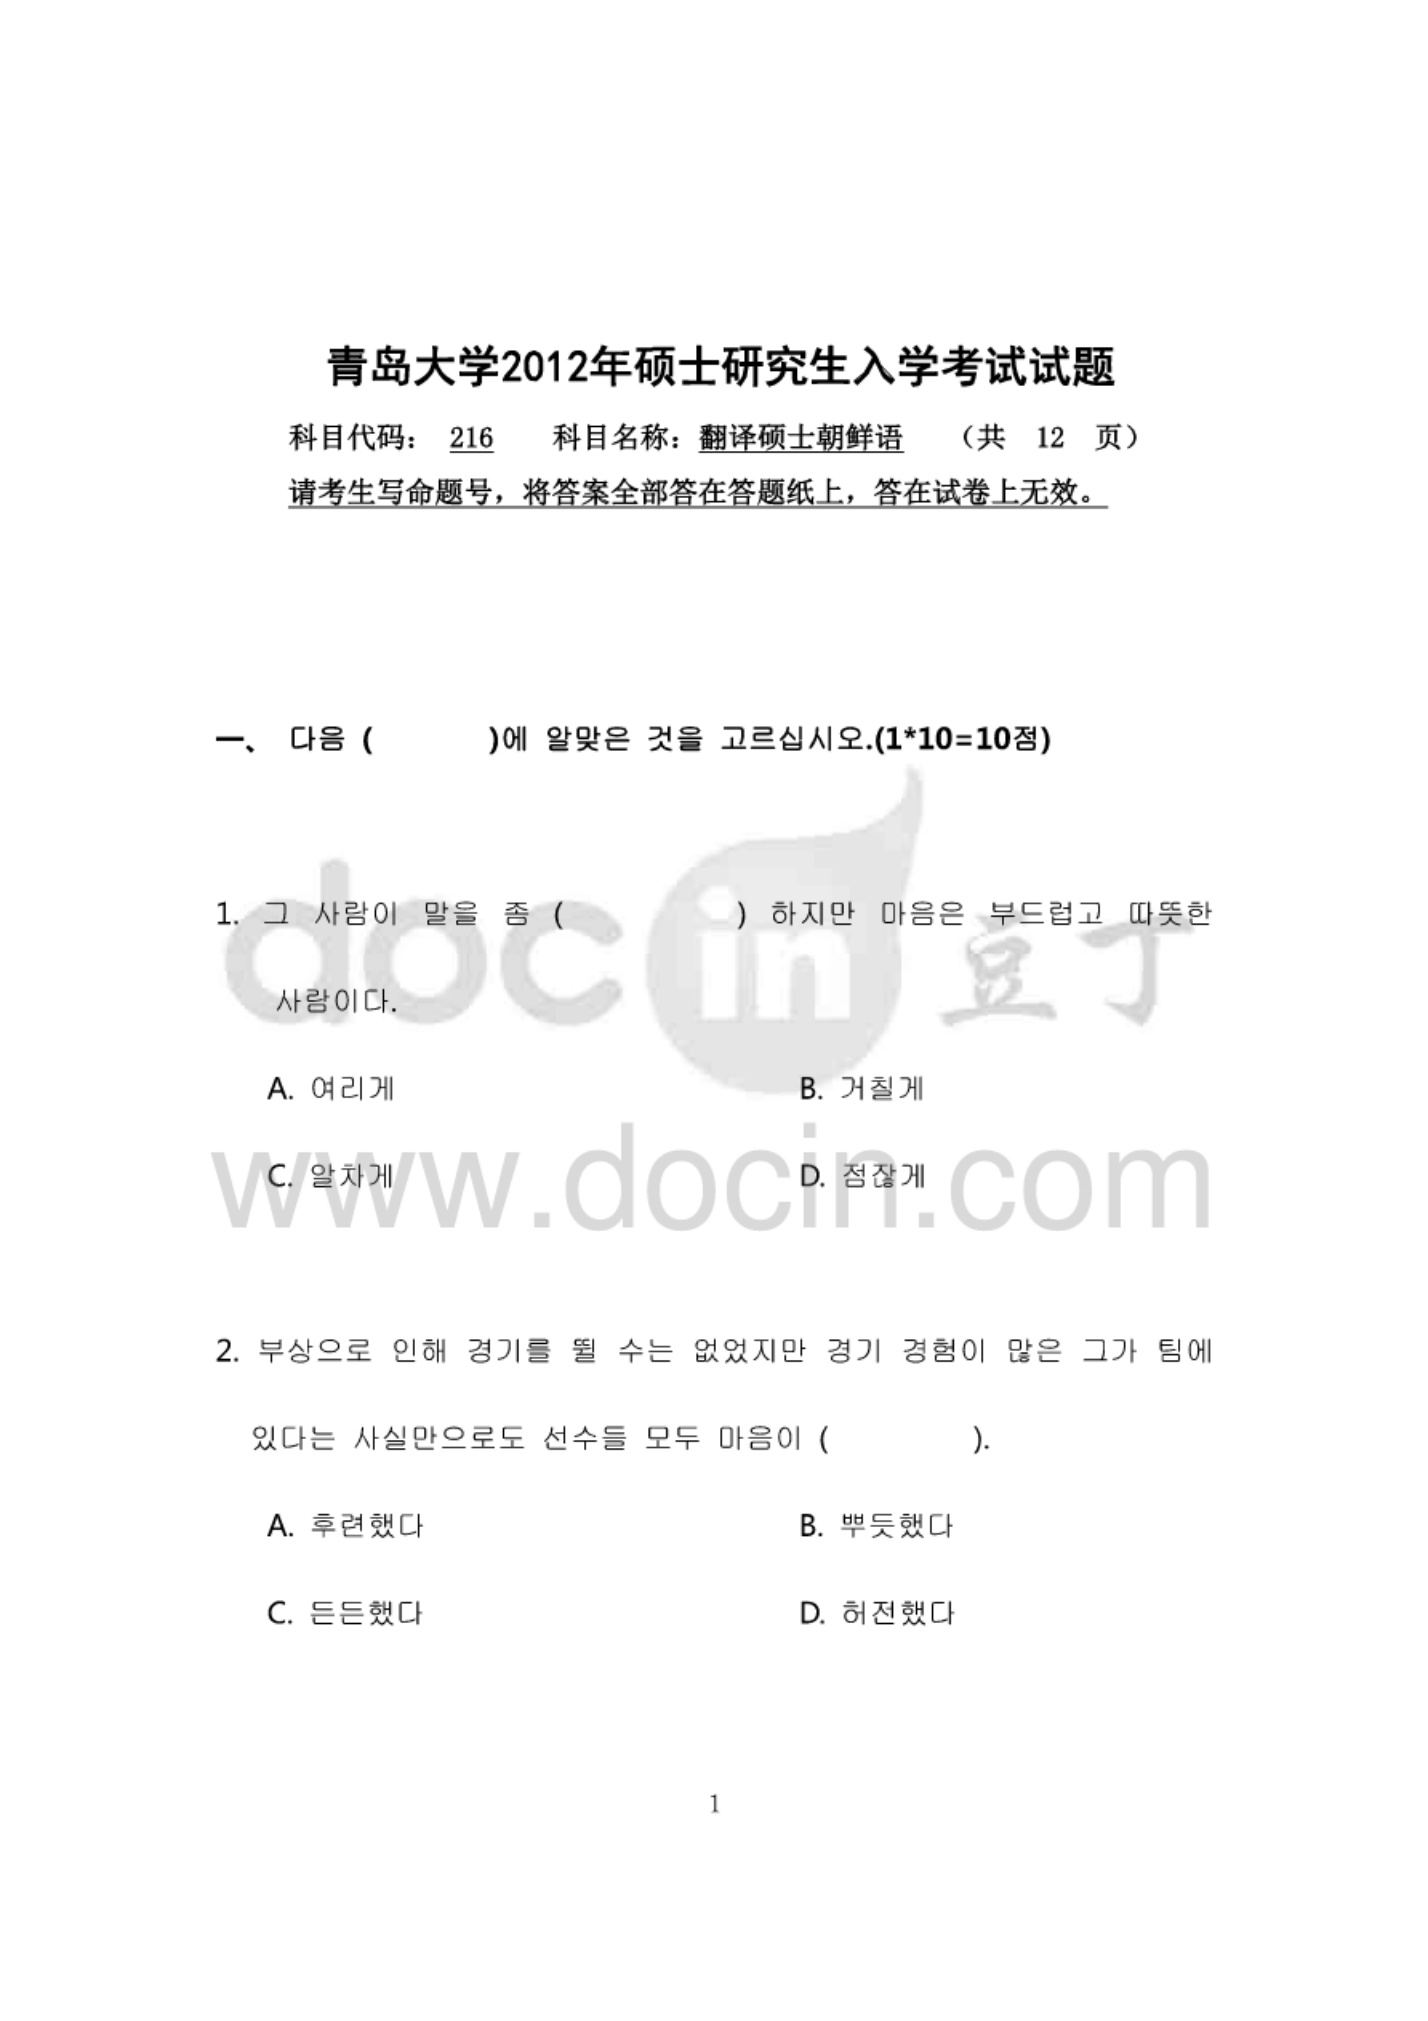 青岛大学2012年硕士研究生入学考试试题
科目代码： 216 科目名称：翻译硕士朝鲜语 （共 12 页）
请考生写命题号，将答案全部答在答题纸上，答在试卷上无效。
一、 다음 ( )에 알맞은 것을 고르십시오.(1*10=10점)
1. 그 사람이 말을 좀 ( ) 하지만 마음은 부드럽고 따뜻한
사람이다.
A. 여리게 B. 거칠게
C. 알차게 D. 점잖게
2. 부상으로 인해 경기를 뛸 수는 없었지만 경기 경험이 많은 그가 팀에
있다는 사실만으로도 선수들 모두 마음이 ( ).
A. 후련했다 B. 뿌듯했다
C. 든든했다 D. 허전했다
1
docin 豆丁
www.docin.com